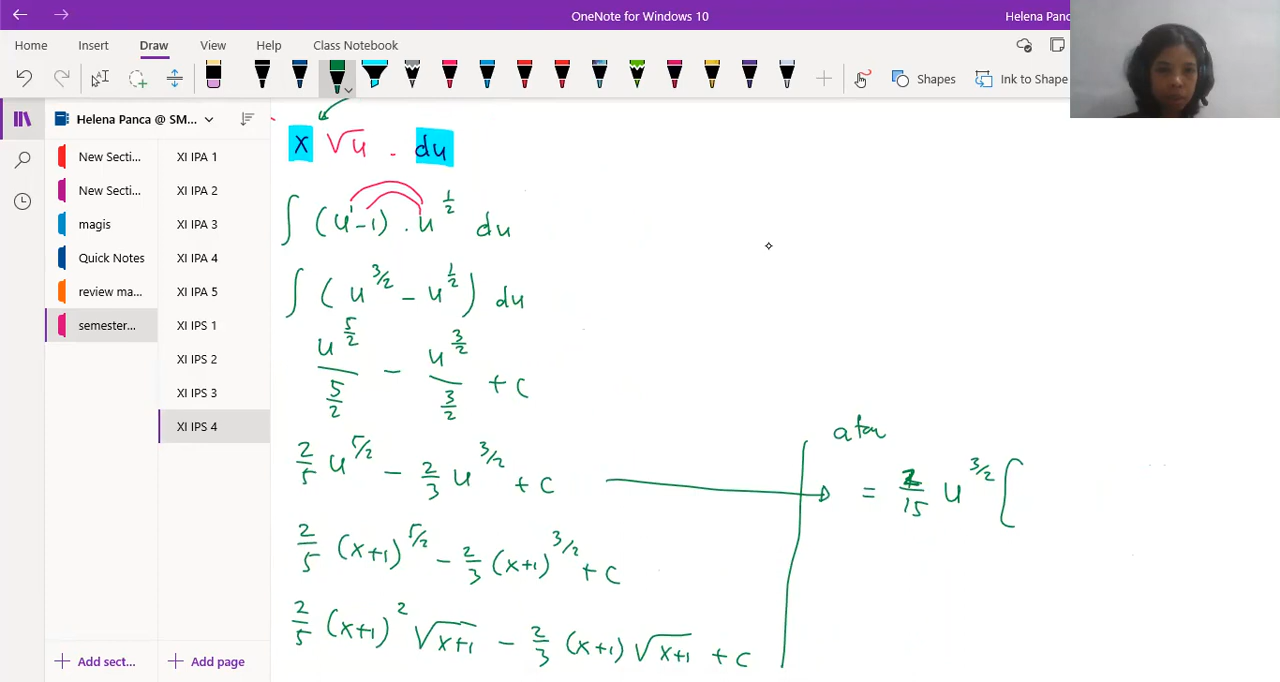 OneNote for Windows 10
Helena Panca
Home Insert Draw View Help Class Notebook
Shapes Ink to Shape
Helena Panca @ SM...
New Secti...
New Secti...
magis
Quick Notes
review ma...
semester...
Add sect...
XI IPA 1
XI IPA 2
XI IPA 3
XI IPA 4
XI IPA 5
XI IPS 1
XI IPS 2
XI IPS 3
XI IPS 4
Add page
x √u . du
∫ (u¹ - 1) . u^(1/2) du
∫ (u^(3/2) - u^(1/2)) du
u^(5/2)/(5/2) - u^(3/2)/(3/2) + c
2/5 u^(5/2) - 2/3 u^(3/2) + c
2/5 (x+1)^(5/2) - 2/3 (x+1)^(3/2) + c
2/5 (x+1)² √(x+1) - 2/3 (x+1) √(x+1) + c
atau
= 2/15 u^(3/2) [